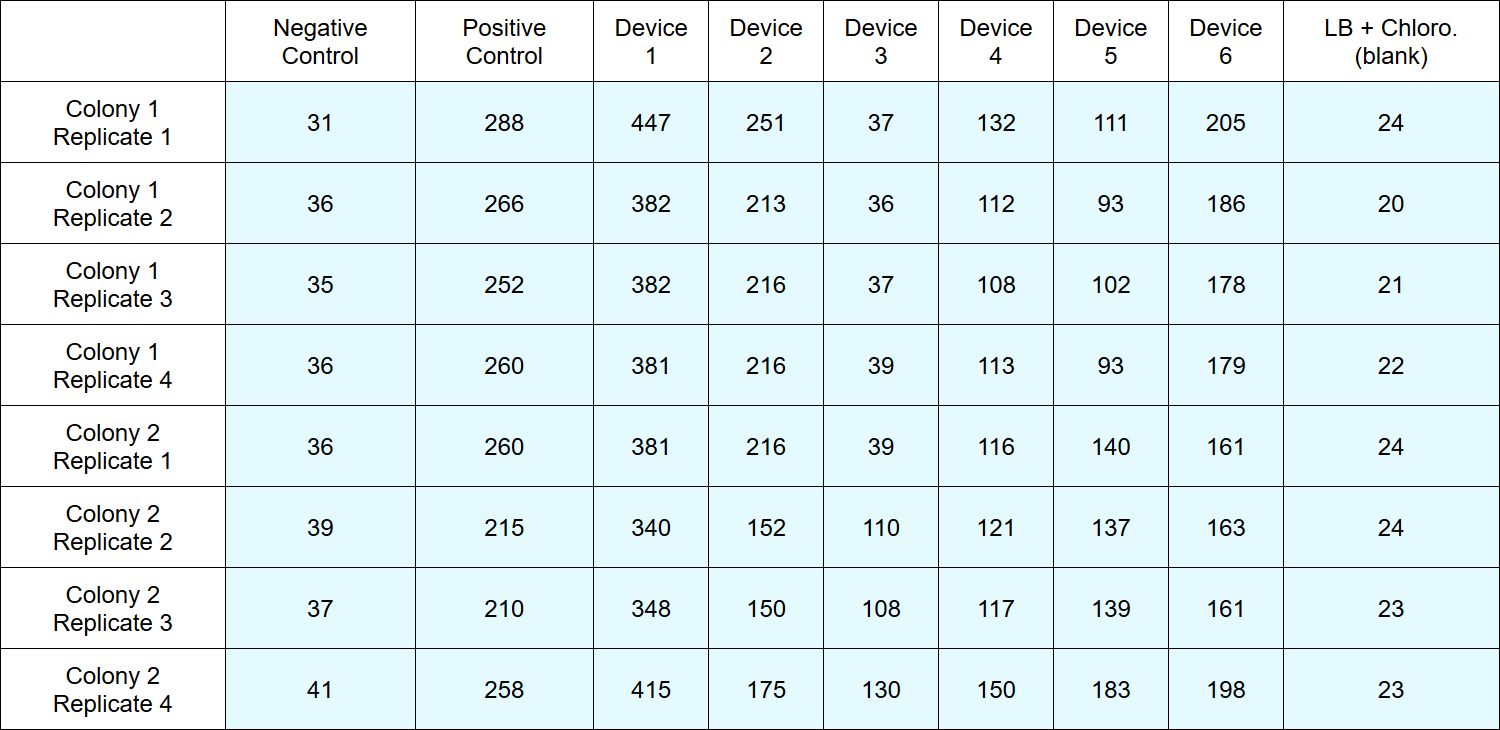 Negative Control Positive Control Device 1 Device 2 Device 3 Device 4 Device 5 Device 6 LB + Chloro. (blank)
Colony 1 Replicate 1 31 288 447 251 37 132 111 205 24
Colony 1 Replicate 2 36 266 382 213 36 112 93 186 20
Colony 1 Replicate 3 35 252 382 216 37 108 102 178 21
Colony 1 Replicate 4 36 260 381 216 39 113 93 179 22
Colony 2 Replicate 1 36 260 381 216 39 116 140 161 24
Colony 2 Replicate 2 39 215 340 152 110 121 137 163 24
Colony 2 Replicate 3 37 210 348 150 108 117 139 161 23
Colony 2 Replicate 4 41 258 415 175 130 150 183 198 23